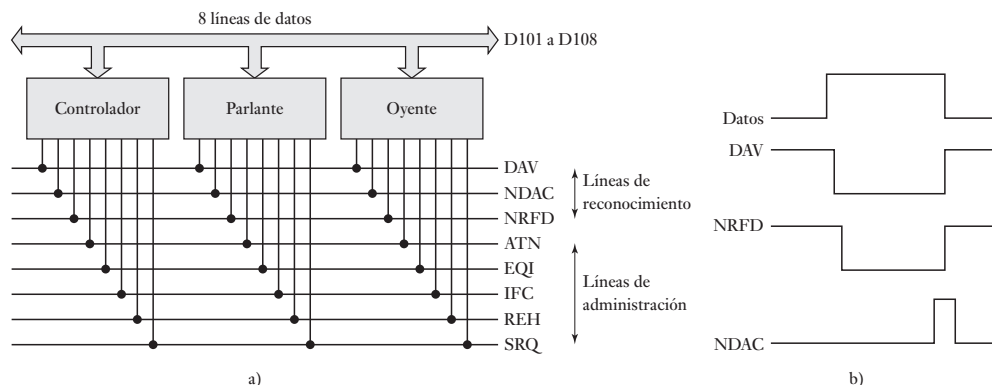 8 líneas de datos
D101 a D108
Controlador
Parlante
Oyente
DAV
NDAC
NRFD
ATN
EQI
IFC
REH
SRQ
Líneas de
reconocimiento
Líneas de
administración
a)
Datos
DAV
NRFD
NDAC
b)